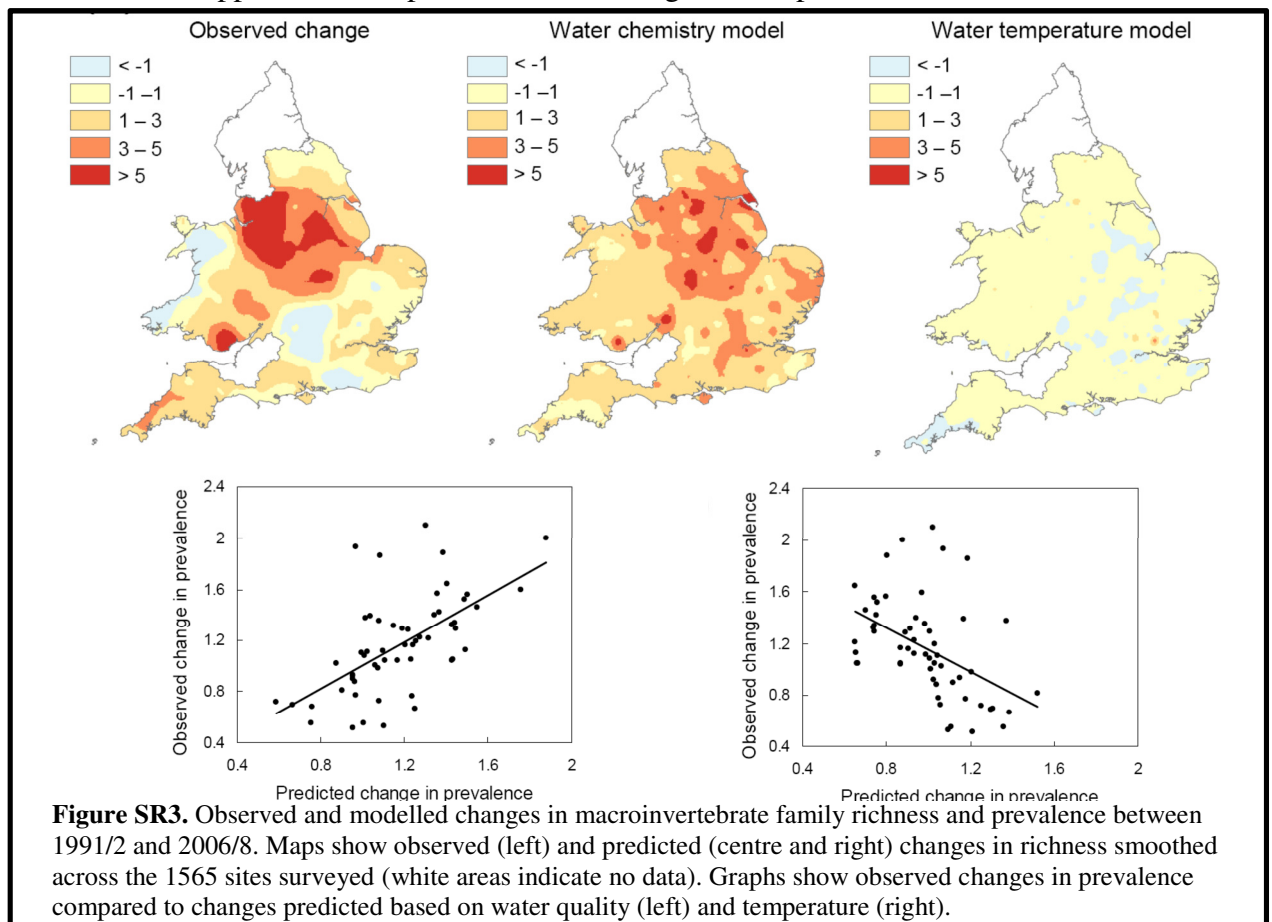 Observed change
Water chemistry model
Water temperature model
< -1
-1 –1
1 – 3
3 – 5
> 5
< -1
-1 –1
1 – 3
3 – 5
> 5
< -1
-1 –1
1 – 3
3 – 5
> 5
Observed change in prevalence
2.4
2
1.6
1.2
0.8
0.4
0.4
0.8
1.2
1.6
2
Predicted change in prevalence
Observed change in prevalence
2.4
2
1.6
1.2
0.8
0.4
0.4
0.8
1.2
1.6
2
Predicted change in prevalence
Figure SR3. Observed and modelled changes in macroinvertebrate family richness and prevalence between
1991/2 and 2006/8. Maps show observed (left) and predicted (centre and right) changes in richness smoothed
across the 1565 sites surveyed (white areas indicate no data). Graphs show observed changes in prevalence
compared to changes predicted based on water quality (left) and temperature (right).